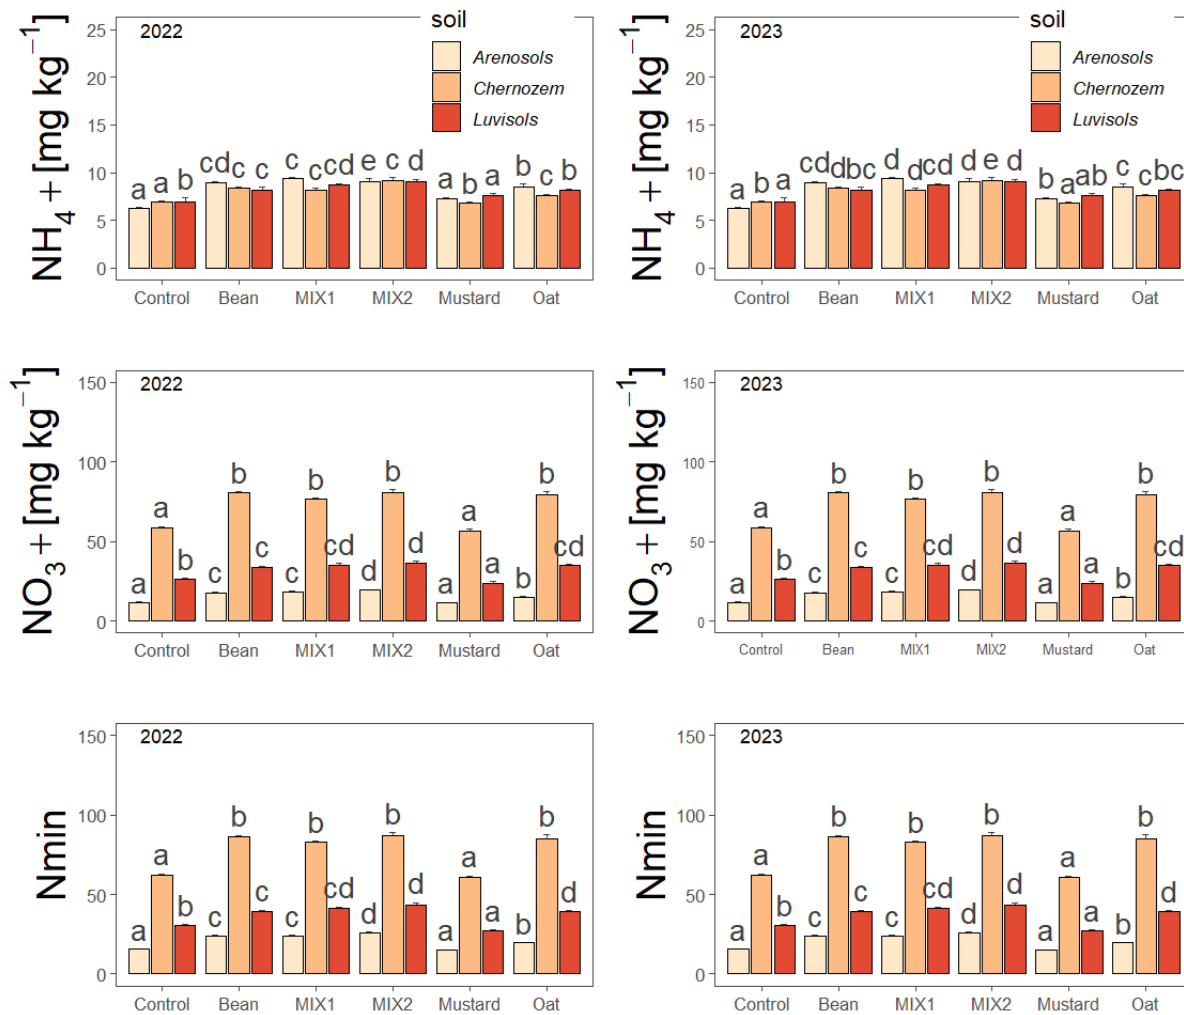 NH₄+[mg kg⁻¹]
25
20
15
10
5
0
2022
soil
Arenosols
Chernozem
Luvisols
a a b cd c c c c cd e c d a b a b c b
Control Bean MIX1 MIX2 Mustard Oat
NH₄+[mg kg⁻¹]
25
20
15
10
5
0
2023
soil
Arenosols
Chernozem
Luvisols
a b a cd d bc d d cd d e d b a ab c b bc
Control Bean MIX1 MIX2 Mustard Oat
NO₃+[mg kg⁻¹]
150
100
50
0
2022
a a b c b c c b cd d b d a a a b b cd
Control Bean MIX1 MIX2 Mustard Oat
NO₃+[mg kg⁻¹]
150
100
50
0
2023
a a b c b c c b cd d b d a a a b b cd
Control Bean MIX1 MIX2 Mustard Oat
Nmin
150
100
50
0
2022
a a b c b c c b cd d b d a a a b b d
Control Bean MIX1 MIX2 Mustard Oat
Nmin
150
100
50
0
2023
a a b c b c c b cd d b d a a a b b d
Control Bean MIX1 MIX2 Mustard Oat